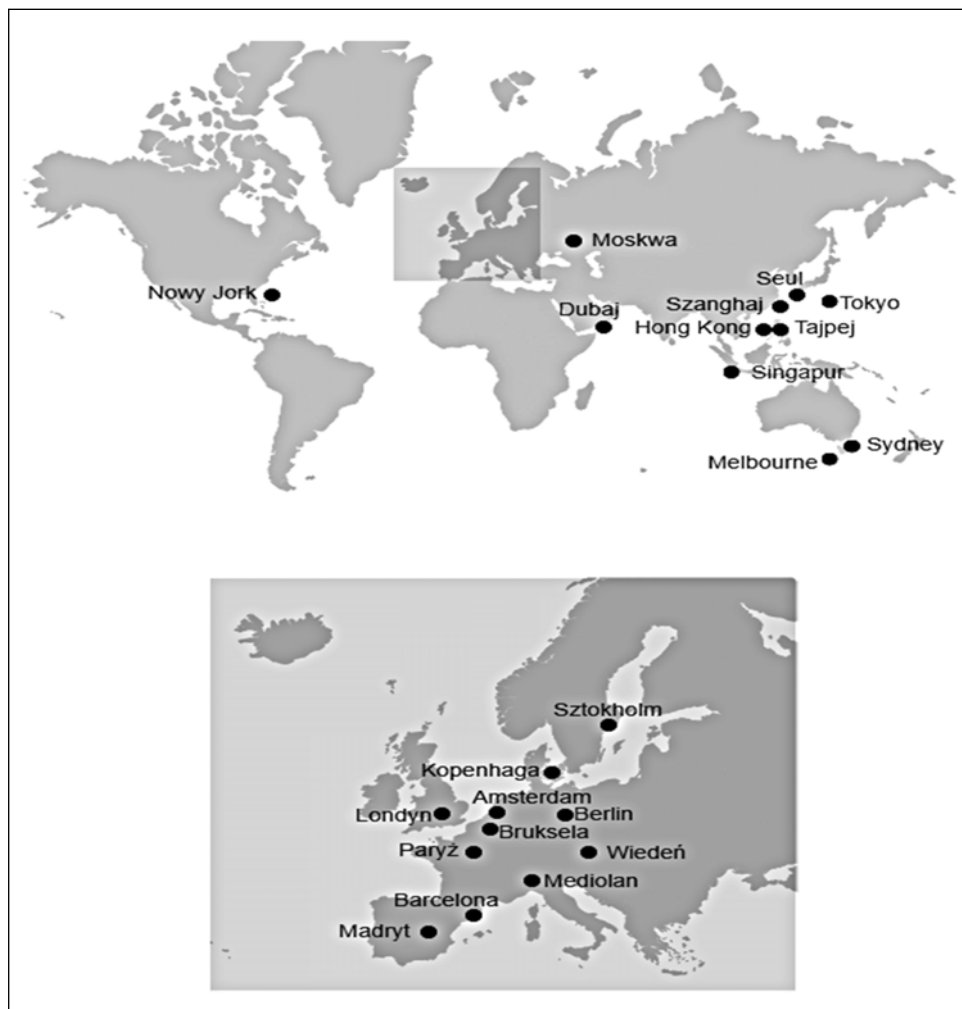 Moskwa
Seul
Nowy Jork
Szanghaj
Tokyo
Dubaj
Hong Kong
Tajpej
Singapur
Sydney
Melbourne
Sztokholm
Kopenhaga
Amsterdam
Londyn
Berlin
Bruksela
Paryż
Wiedeń
Mediolan
Barcelona
Madryt